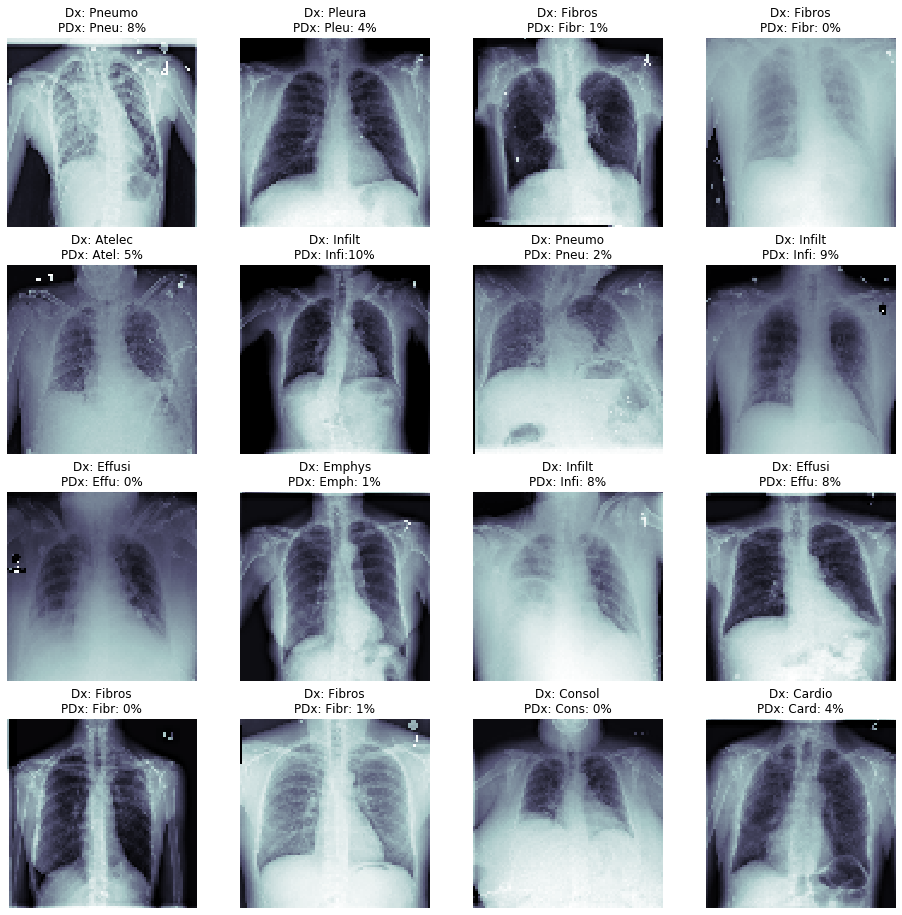 Dx: Pneumo
PDx: Pneu: 8%
Dx: Pleura
PDx: Pleu: 4%
Dx: Fibros
PDx: Fibr: 1%
Dx: Fibros
PDx: Fibr: 0%
Dx: Atelec
PDx: Atel: 5%
Dx: Infilt
PDx: Infi:10%
Dx: Pneumo
PDx: Pneu: 2%
Dx: Infilt
PDx: Infi: 9%
Dx: Effusi
PDx: Effu: 0%
Dx: Emphys
PDx: Emph: 1%
Dx: Infilt
PDx: Infi: 8%
Dx: Effusi
PDx: Effu: 8%
Dx: Fibros
PDx: Fibr: 0%
Dx: Fibros
PDx: Fibr: 1%
Dx: Consol
PDx: Cons: 0%
Dx: Cardio
PDx: Card: 4%